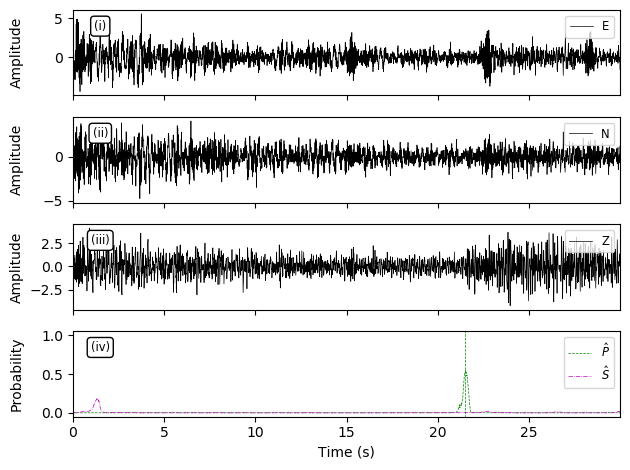 (i)
E
5
0
Amplitude
(ii)
N
0
−5
Amplitude
(iii)
Z
2.5
0.0
−2.5
Amplitude
(iv)
P̂
Ŝ
1.0
0.5
0.0
Probability
0 5 10 15 20 25
Time (s)